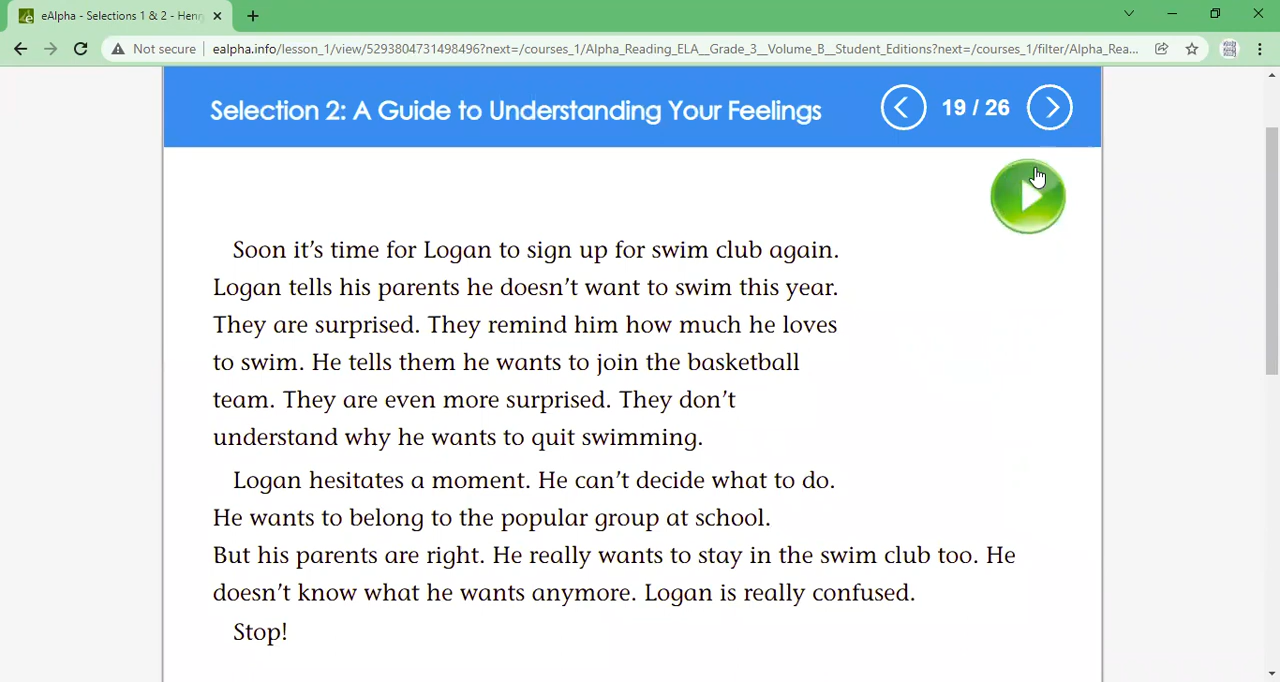 eAlpha - Selections 1 & 2 - Henr
Not secure
ealpha.info/lesson_1/view/5293804731498496?next=/courses_1/Alpha_Reading_ELA__Grade_3__Volume_B__Student_Editions?next=/courses_1/filter/Alpha_Rea...
Selection 2: A Guide to Understanding Your Feelings
19 / 26
Soon it's time for Logan to sign up for swim club again.
Logan tells his parents he doesn't want to swim this year.
They are surprised. They remind him how much he loves
to swim. He tells them he wants to join the basketball
team. They are even more surprised. They don't
understand why he wants to quit swimming.
Logan hesitates a moment. He can't decide what to do.
He wants to belong to the popular group at school.
But his parents are right. He really wants to stay in the swim club too. He
doesn't know what he wants anymore. Logan is really confused.
Stop!